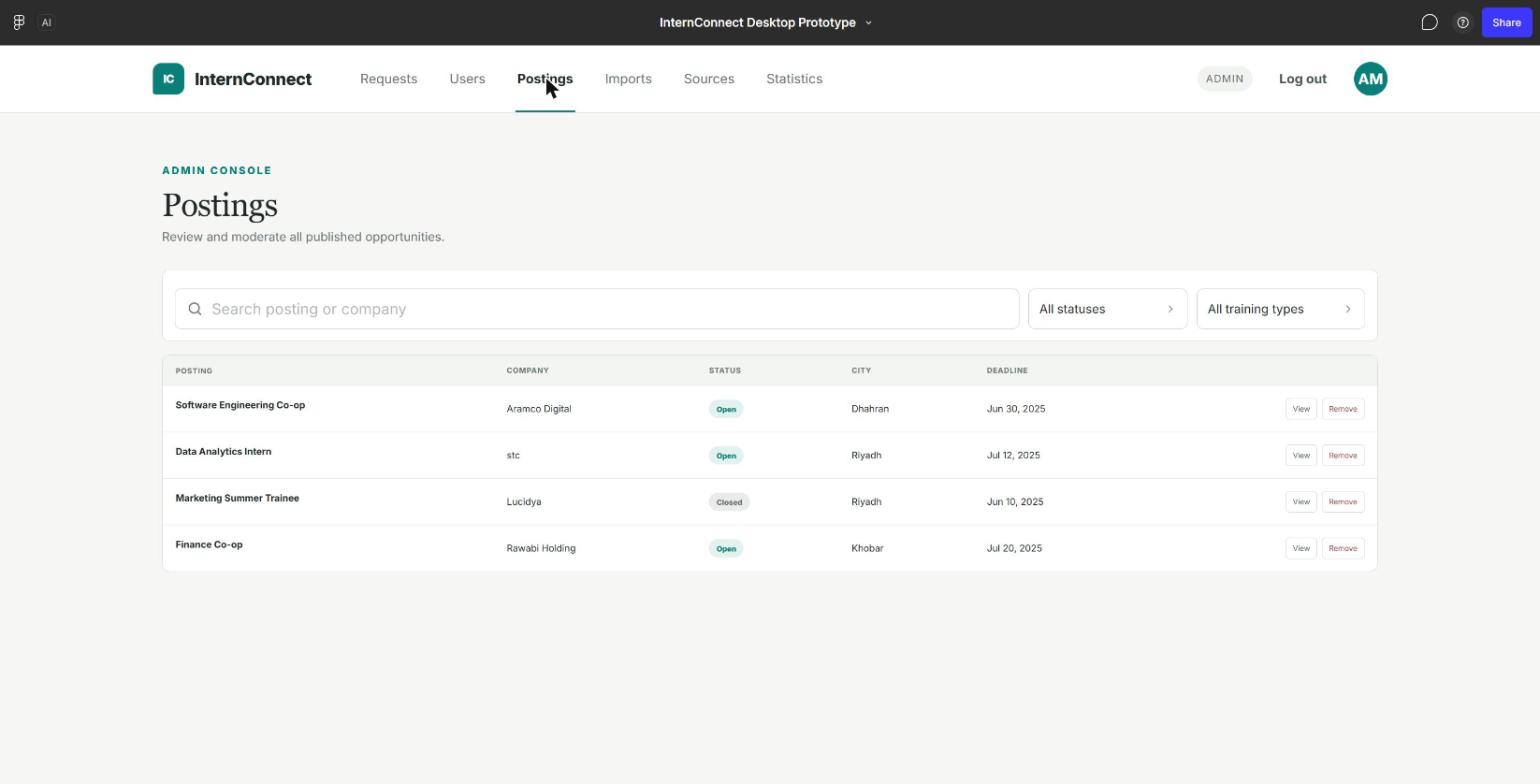 AI
InternConnect Desktop Prototype
Share
IC InternConnect Requests Users Postings Imports Sources Statistics ADMIN Log out AM
ADMIN CONSOLE
Postings
Review and moderate all published opportunities.
Search posting or company All statuses All training types
POSTING COMPANY STATUS CITY DEADLINE
Software Engineering Co-op Aramco Digital Open Dhahran Jun 30, 2025 View Remove
Data Analytics Intern stc Open Riyadh Jul 12, 2025 View Remove
Marketing Summer Trainee Lucidya Closed Riyadh Jun 10, 2025 View Remove
Finance Co-op Rawabi Holding Open Khobar Jul 20, 2025 View Remove